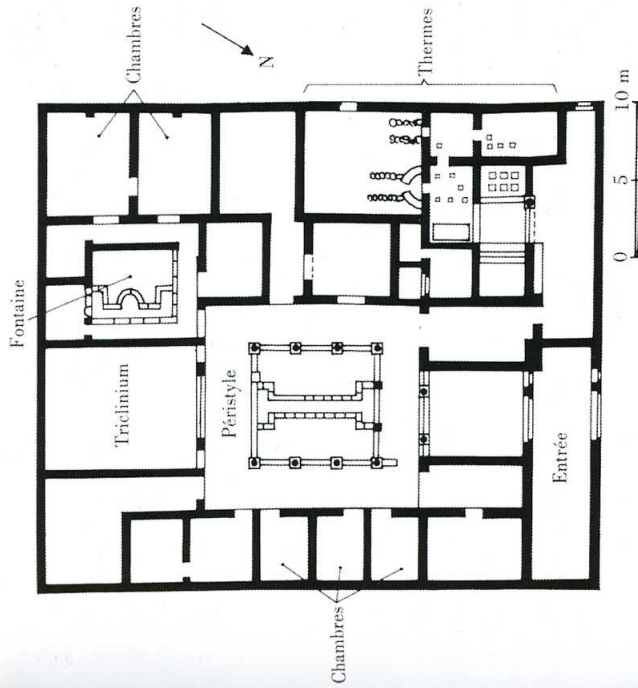 Chambres
N
Thermes
Fontaine
Triclinium
Péristyle
Entrée
Chambres
0 5 10 m